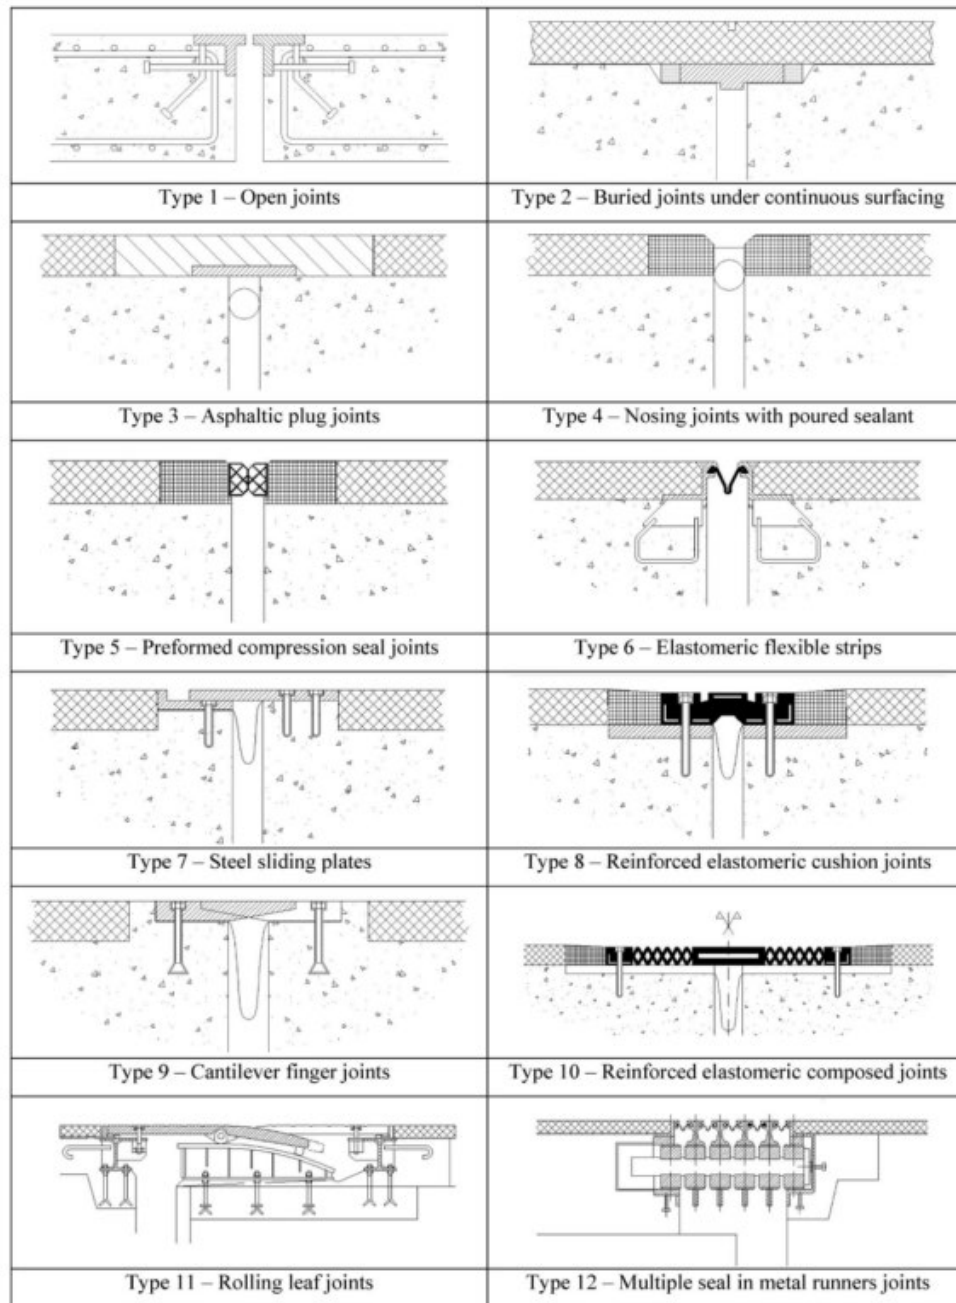 Type 1 – Open joints
Type 2 – Buried joints under continuous surfacing
Type 3 – Asphaltic plug joints
Type 4 – Nosing joints with poured sealant
Type 5 – Preformed compression seal joints
Type 6 – Elastomeric flexible strips
Type 7 – Steel sliding plates
Type 8 – Reinforced elastomeric cushion joints
Type 9 – Cantilever finger joints
Type 10 – Reinforced elastomeric composed joints
Type 11 – Rolling leaf joints
Type 12 – Multiple seal in metal runners joints